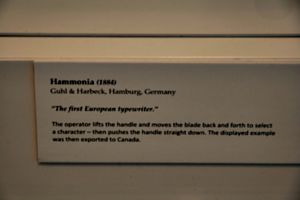 Hammonia (1884)
Guhl & Harbeck, Hamburg, Germany
"The first European typewriter."
The operator lifts the handle and moves the blade back and forth to select
a character – then pushes the handle straight down. The displayed example
was then exported to Canada.